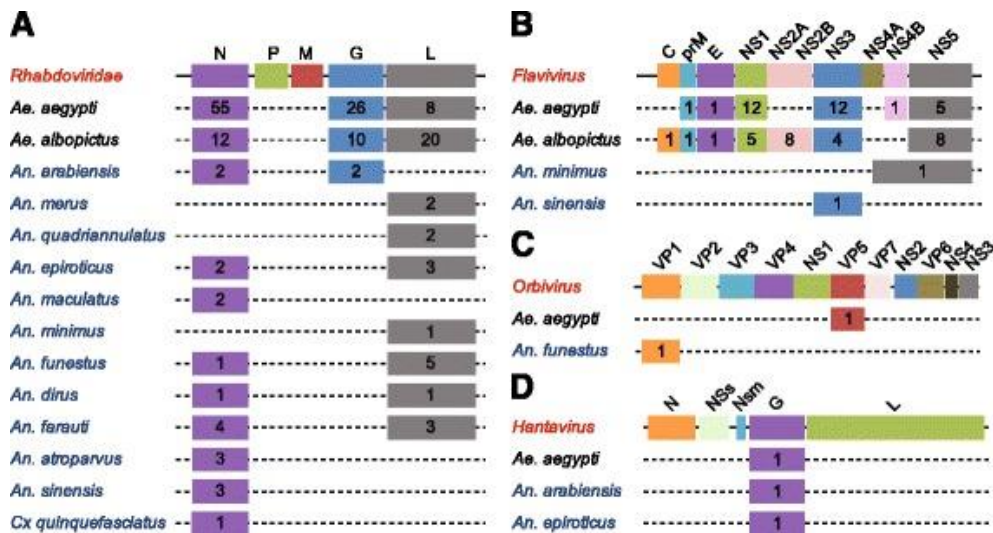 A
N P M G L
Rhabdoviridae
Ae. aegypti 55 26 8
Ae. albopictus 12 10 20
An. arabiensis 2 2
An. merus 2
An. quadriannulatus 2
An. epiroticus 2 3
An. maculatus 2
An. minimus 1
An. funestus 1 5
An. dirus 1 1
An. farauti 4 3
An. atroparvus 3
An. sinensis 3
Cx quinquefasciatus 1
B
C prM E NS1 NS2A NS2B NS3 NS4A NS4B NS5
Flavivirus
Ae. aegypti 1 1 12 12 1 5
Ae. albopictus 1 1 1 5 8 4 8
An. minimus 1
An. sinensis 1
C
VP1 VP2 VP3 VP4 NS1 VP5 VP7 NS2 VP6 NS4 NS3
Orbivirus
Ae. aegypti 1
An. funestus 1
D
N NSs Nsm G L
Hantavirus
Ae. aegypti 1
An. arabiensis 1
An. epiroticus 1